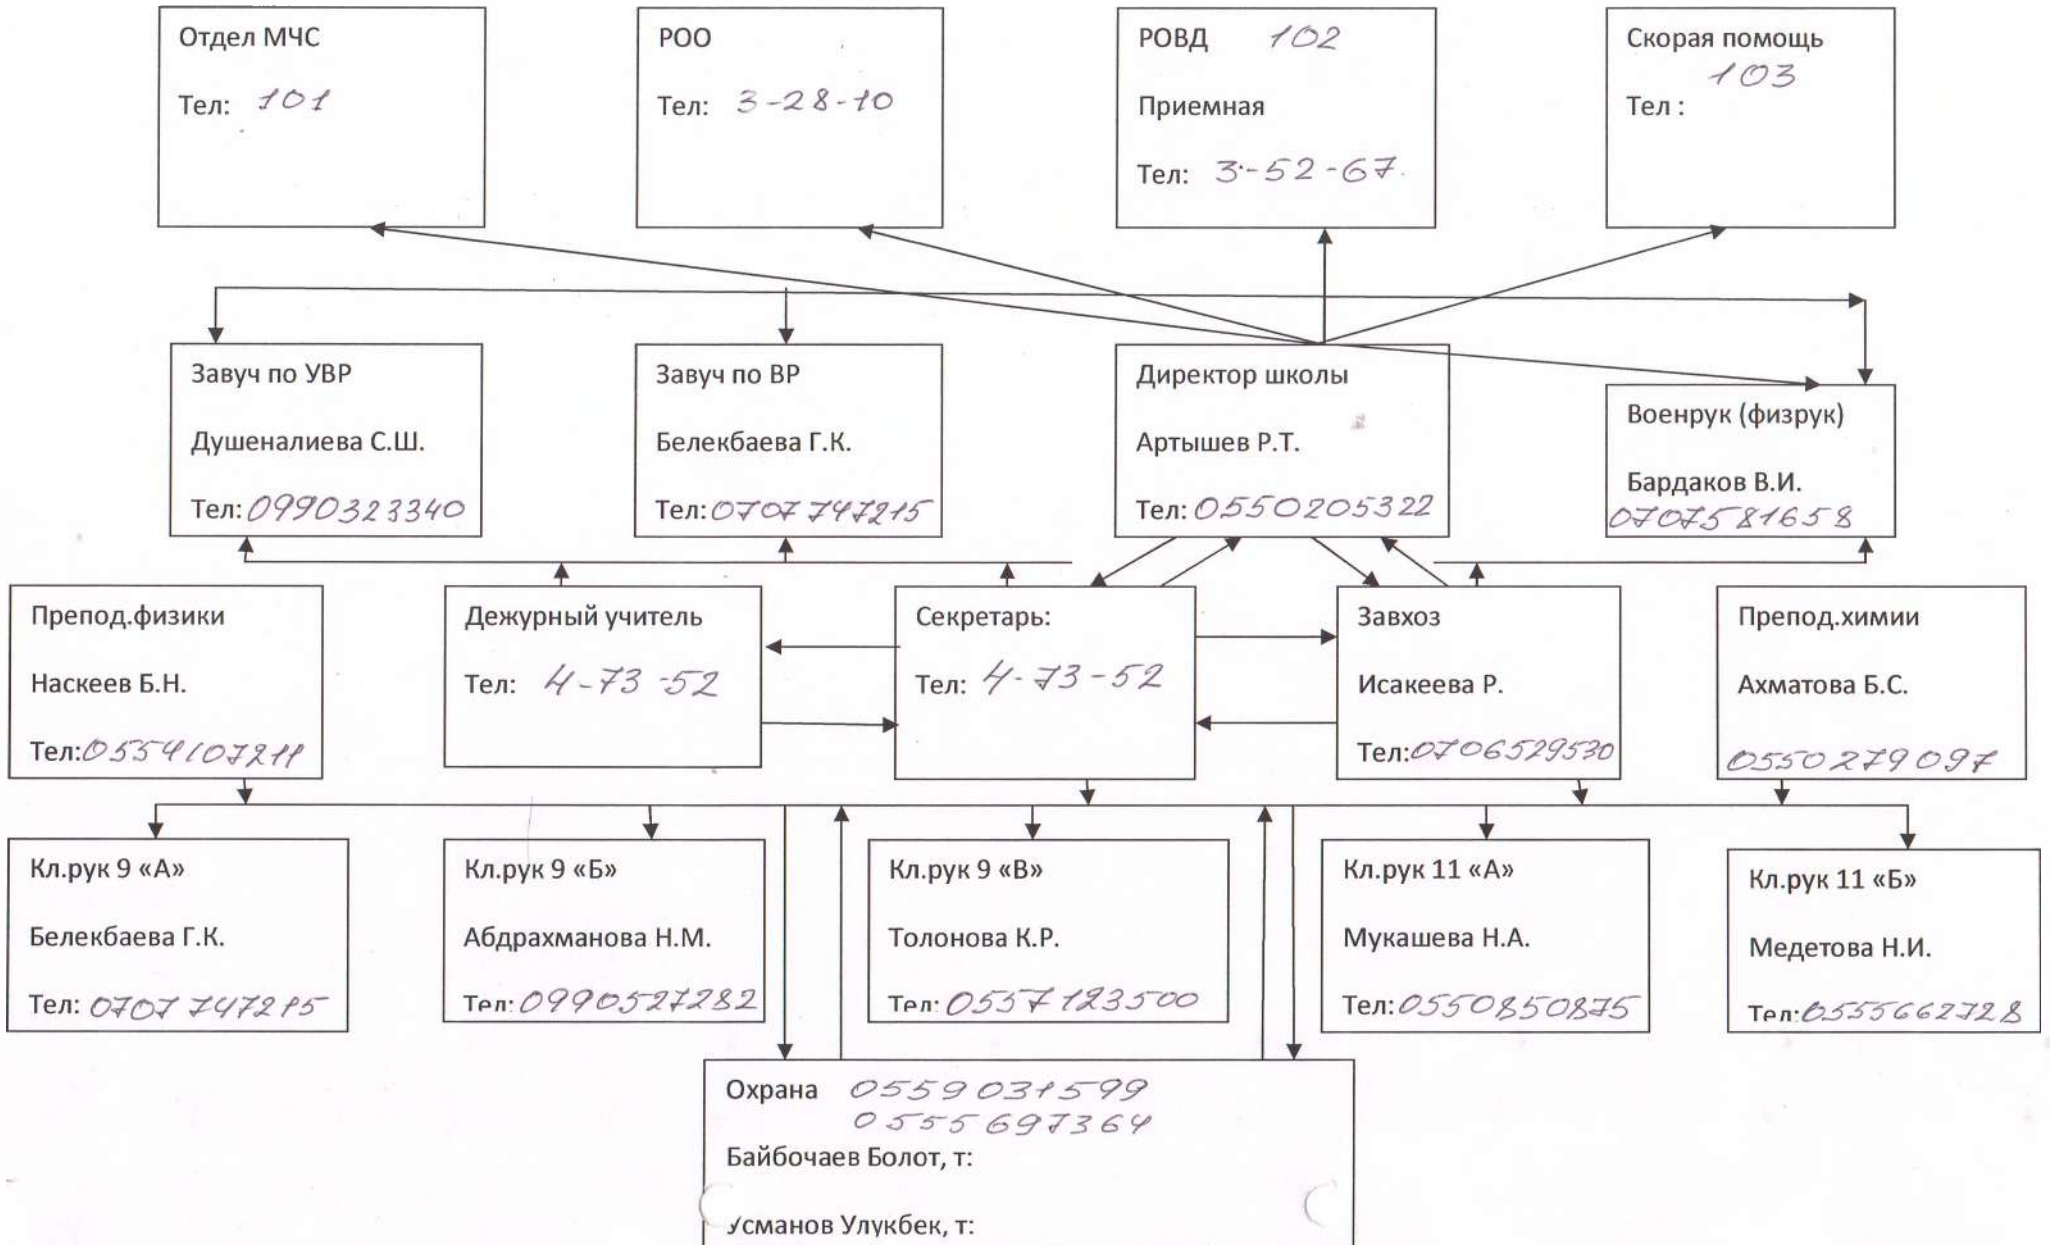 Отдел МЧС
Тел: 101
РОО
Тел: 3-28-10
РОВД 102
Приемная
Тел: 3-52-67.
Скорая помощь
103
Тел :
Завуч по УВР
Душеналиева С.Ш.
Тел: 0990323340
Завуч по ВР
Белекбаева Г.К.
Тел: 0707 747215
Директор школы
Артышев Р.Т.
Тел: 0550205322
Военрук (физрук)
Бардаков В.И.
0707581658
Препод.физики
Наскеев Б.Н.
Тел: 0554107211
Дежурный учитель
Тел: 4-73-52
Секретарь:
Тел: 4-73-52
Завхоз
Исакеева Р.
Тел: 0706529530
Препод.химии
Ахматова Б.С.
0550279097
Кл.рук 9 «А»
Белекбаева Г.К.
Тел: 0707 747215
Кл.рук 9 «Б»
Абдрахманова Н.М.
Тел: 0990527282
Кл.рук 9 «В»
Толонова К.Р.
Тел: 0557123500
Кл.рук 11 «А»
Мукашева Н.А.
Тел: 0550850875
Кл.рук 11 «Б»
Медетова Н.И.
Тел: 0555662728
Охрана 0559031599
0555697364
Байбочаев Болот, т:
Усманов Улукбек, т: